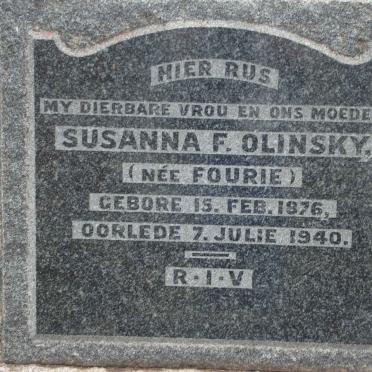 HIER RUS
MY DIERBARE VROU EN ONS MOEDE
SUSANNA F. OLINSKY,
(NÉE FOURIE)
GEBORE 15. FEB. 1876,
OORLEDE 7. JULIE 1940.
R·I·V